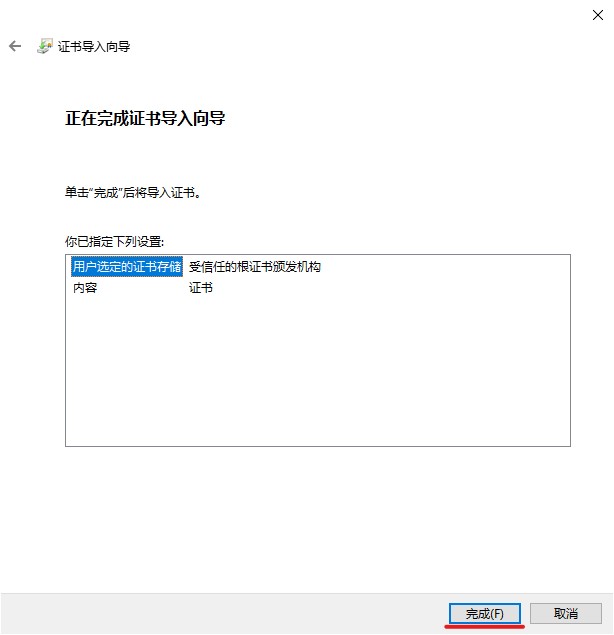 证书导入向导
正在完成证书导入向导
单击“完成”后将导入证书。
你已指定下列设置:
用户选定的证书存储 受信任的根证书颁发机构
内容 证书
完成(F) 取消